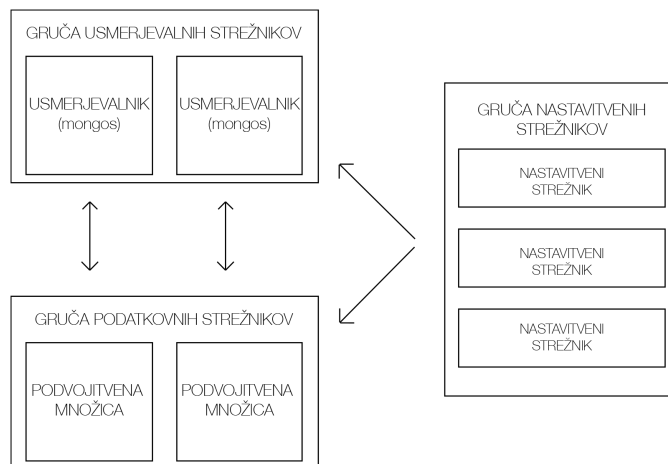 GRUČA USMERJEVALNIH STREŽNIKOV
USMERJEVALNIK
(mongos)
USMERJEVALNIK
(mongos)
GRUČA NASTAVITVENIH
STREŽNIKOV
NASTAVITVENI
STREŽNIK
NASTAVITVENI
STREŽNIK
NASTAVITVENI
STREŽNIK
GRUČA PODATKOVNIH STREŽNIKOV
PODVOJITVENA
MNOŽICA
PODVOJITVENA
MNOŽICA